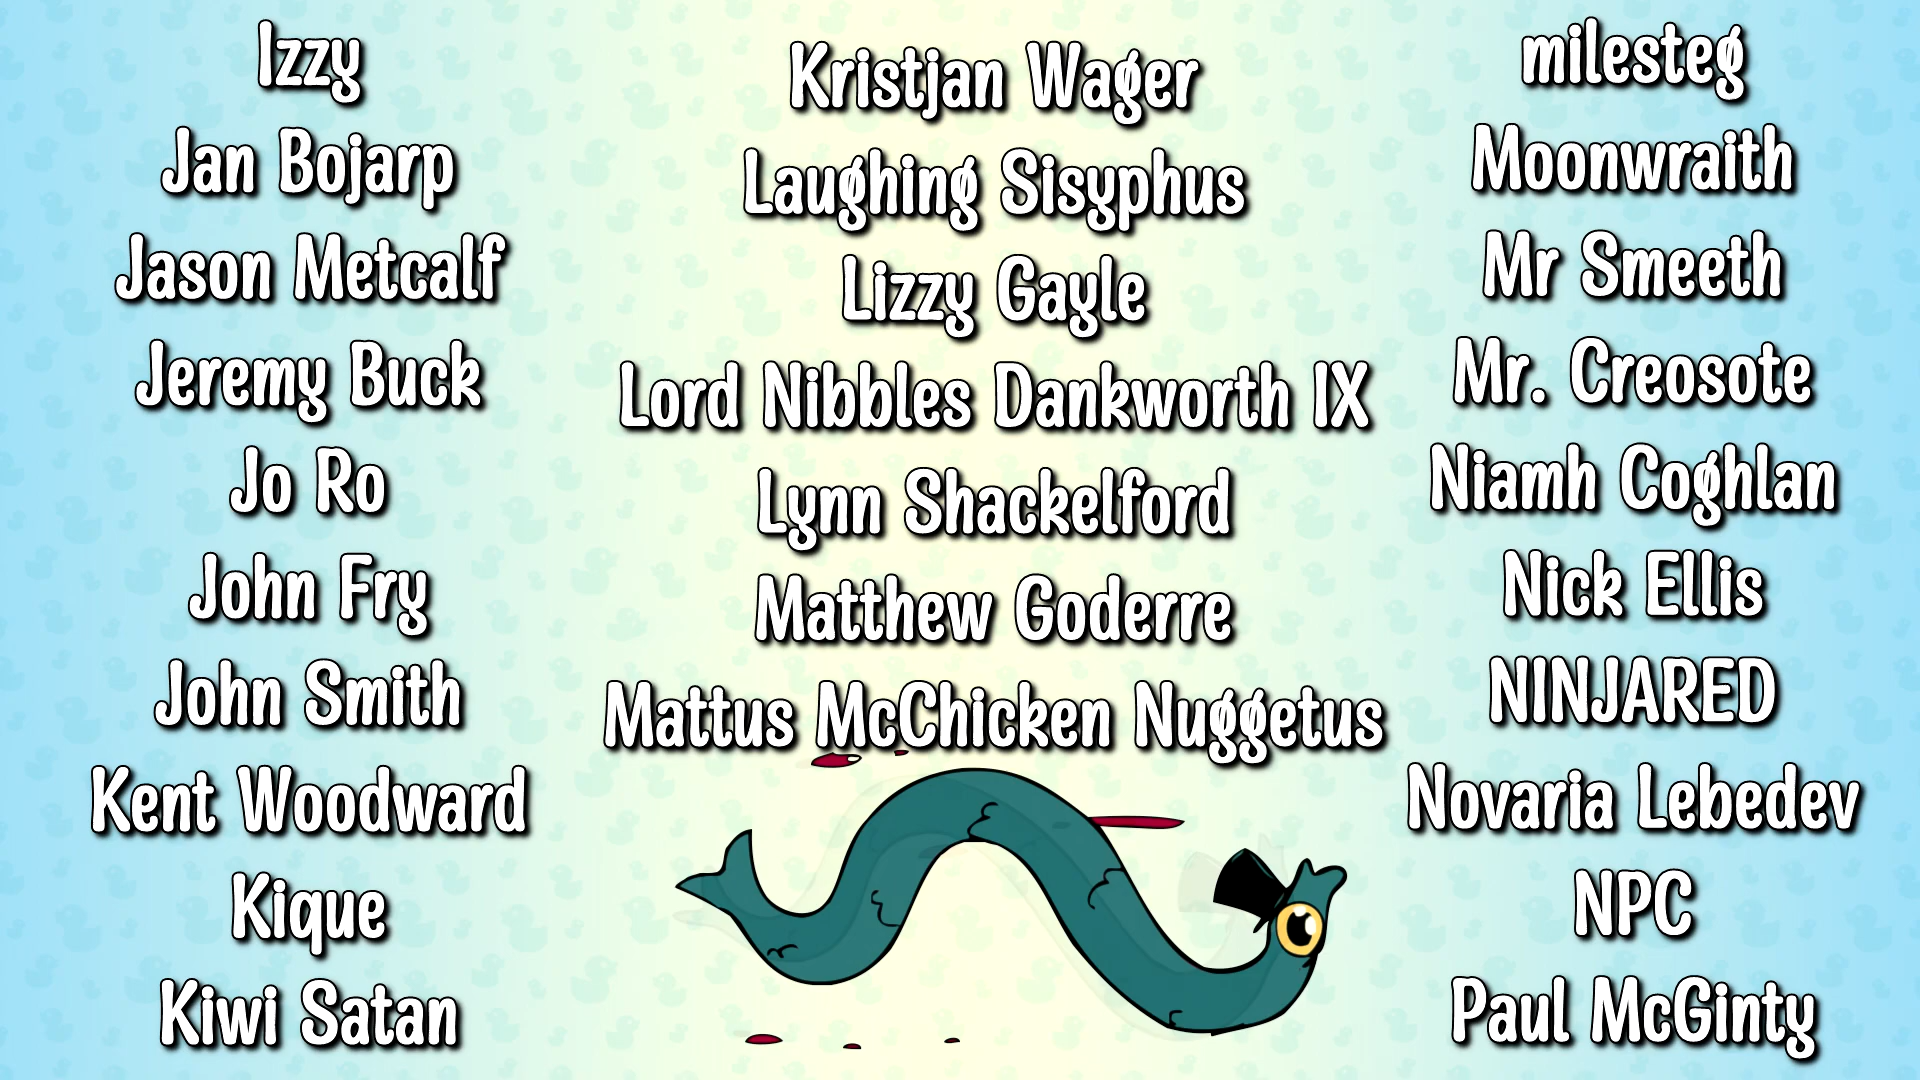 Izzy
Jan Bojarp
Jason Metcalf
Jeremy Buck
Jo Ro
John Fry
John Smith
Kent Woodward
Kique
Kiwi Satan
Kristjan Wager
Laughing Sisyphus
Lizzy Gayle
Lord Nibbles Dankworth IX
Lynn Shackelford
Matthew Goderre
Mattus McChicken Nuggetus
milesteg
Moonwraith
Mr Smeeth
Mr. Creosote
Niamh Coghlan
Nick Ellis
NINJARED
Novaria Lebedev
NPC
Paul McGinty